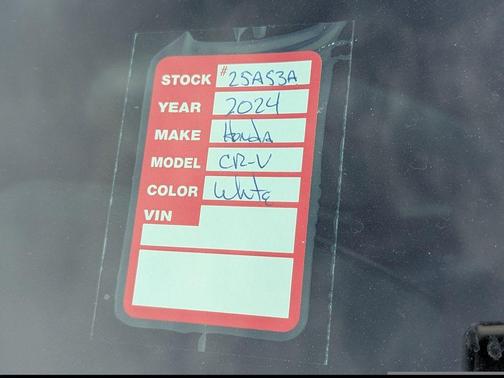 STOCK #25A53A
YEAR 2024
MAKE Honda
MODEL CR-V
COLOR White
VIN